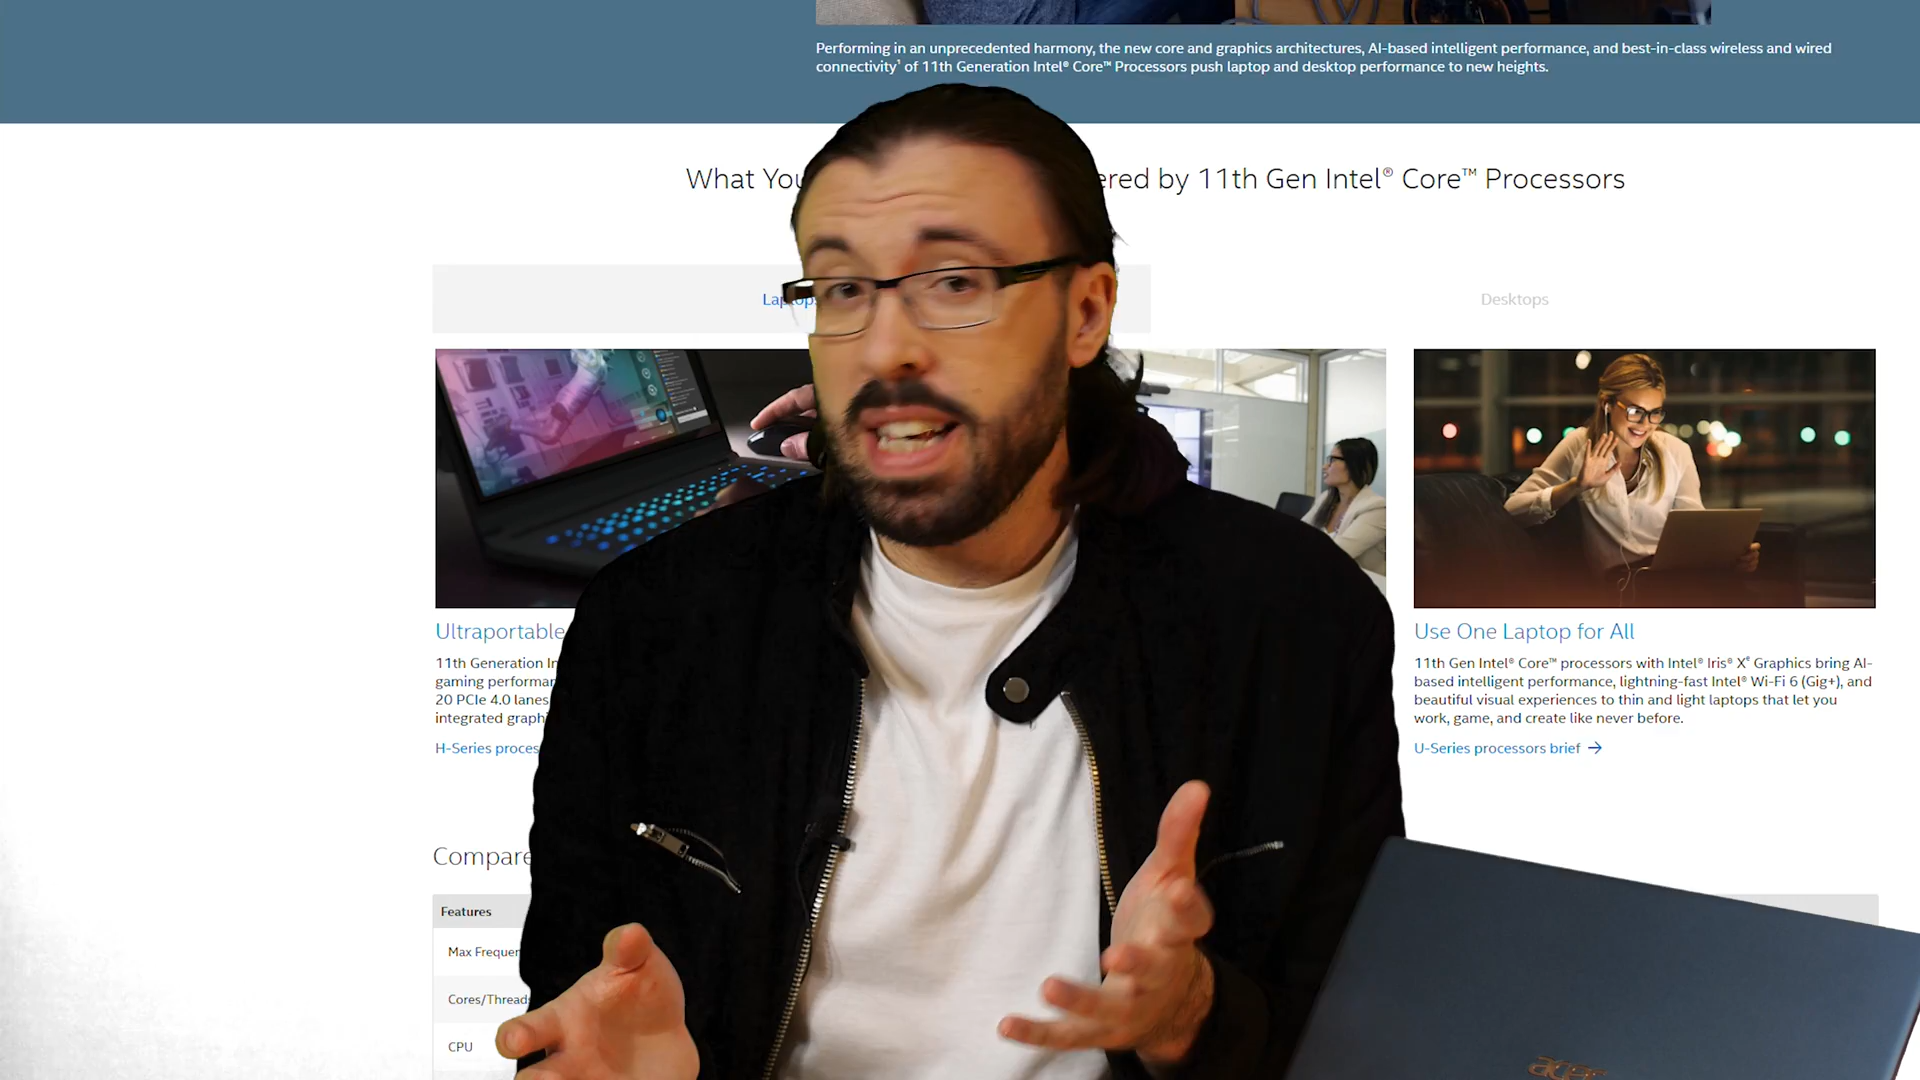 Performing in an unprecedented harmony, the new core and graphics architectures, AI-based intelligent performance, and best-in-class wireless and wired
connectivity¹ of 11th Generation Intel® Core™ Processors push laptop and desktop performance to new heights.
What You ered by 11th Gen Intel® Core™ Processors
Laptops
Desktops
Ultraportable
11th Generation In
gaming performan
20 PCIe 4.0 lanes
integrated graph
H-Series proces
Use One Laptop for All
11th Gen Intel® Core™ processors with Intel® Iris® Xᵉ Graphics bring AI-
based intelligent performance, lightning-fast Intel® Wi-Fi 6 (Gig+), and
beautiful visual experiences to thin and light laptops that let you
work, game, and create like never before.
U-Series processors brief →
Compare
Features
Max Frequen
Cores/Threads
CPU
acer